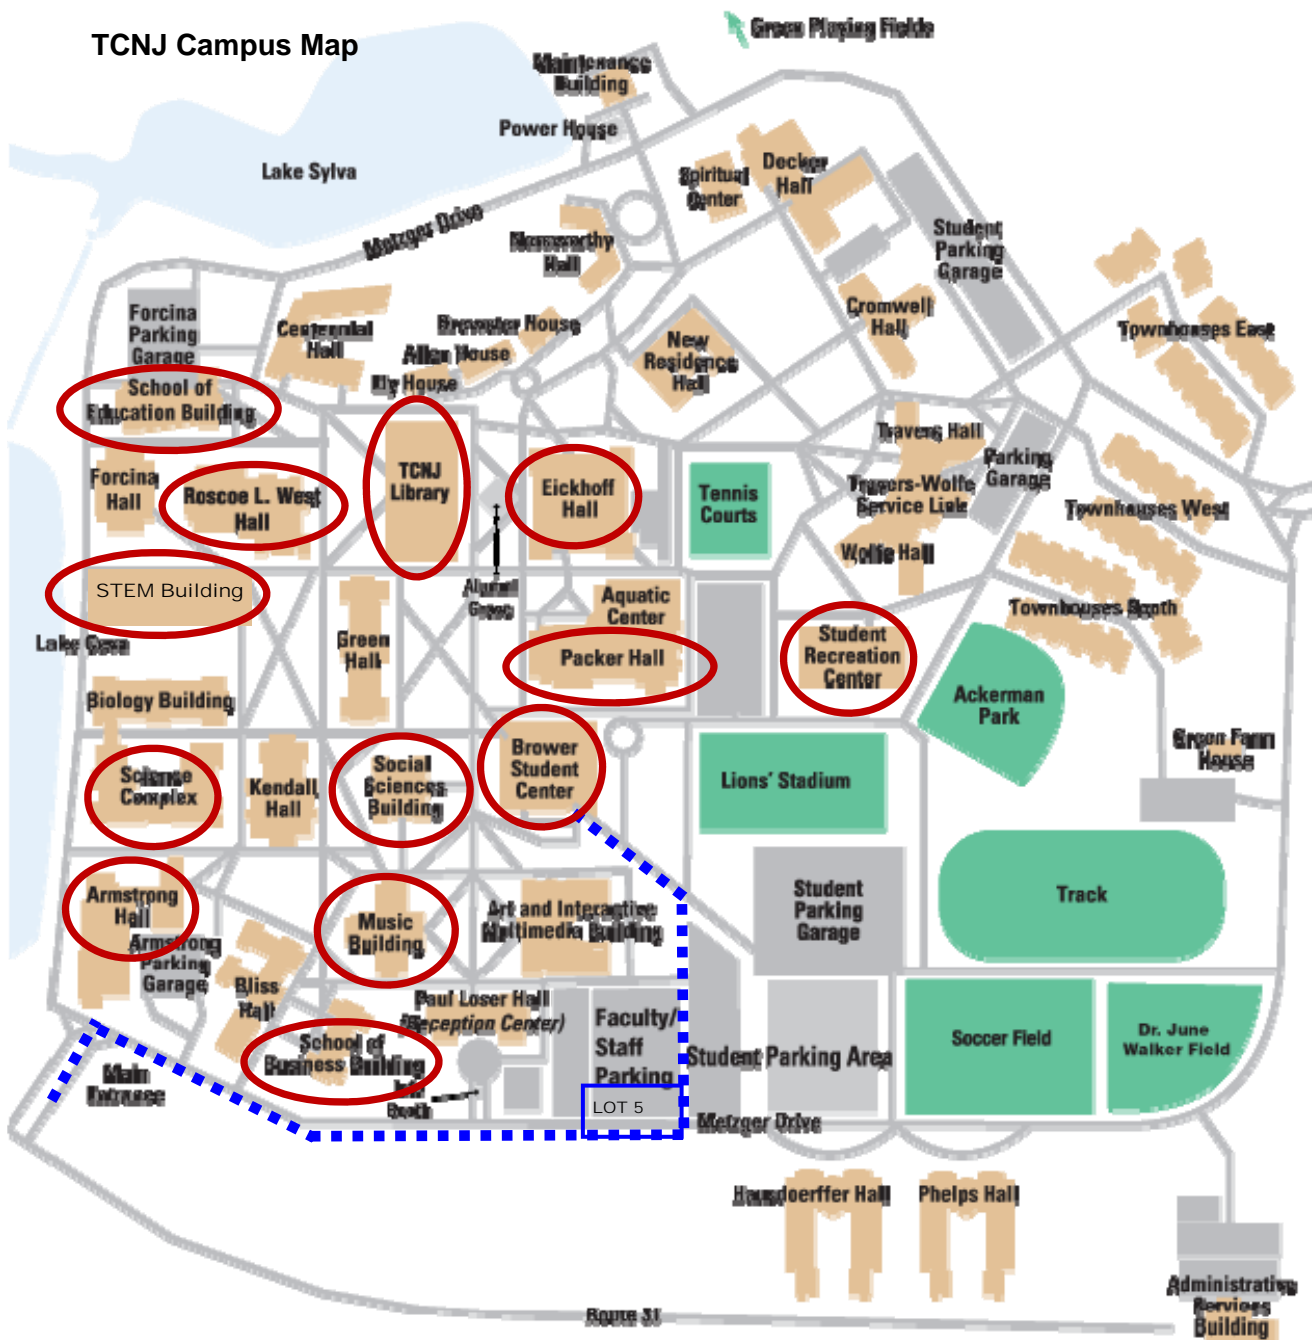 TCNJ Campus Map
Green Playing Fields
Maintenance
Building
Power House
Lake Sylva
Spiritual
Center
Decker
Hall
Metzger Drive
Norsworthy
Hall
Student
Parking
Garage
Forcina
Parking
Garage
Centennial
Hall
Brewster House
Allen House
Ely House
New
Residence
Hall
Cromwell
Hall
Townhouses East
School of
Education Building
Travers Hall
Parking
Garage
Forcina
Hall
Roscoe L. West
Hall
TCNJ
Library
Eickhoff
Hall
Tennis
Courts
Travers-Wolfe
Service Link
Townhouses West
Wolfe Hall
STEM Building
Alumni
Grove
Aquatic
Center
Townhouses South
Lake Ceva
Green
Hall
Packer Hall
Student
Recreation
Center
Ackerman
Park
Biology Building
Green Farm
House
Science
Complex
Kendall
Hall
Social
Sciences
Building
Brower
Student
Center
Lions' Stadium
Armstrong
Hall
Music
Building
Art and Interactive
Multimedia Building
Student
Parking
Garage
Track
Armstrong
Parking
Garage
Bliss
Hall
Paul Loser Hall
(Reception Center)
Faculty/
Staff
Parking
Student Parking Area
Soccer Field
Dr. June
Walker Field
School of
Business Building
Main
Entrance
Info
Booth
LOT 5
Metzger Drive
Hausdoerffer Hall
Phelps Hall
Administrative
Services
Building
Route 31